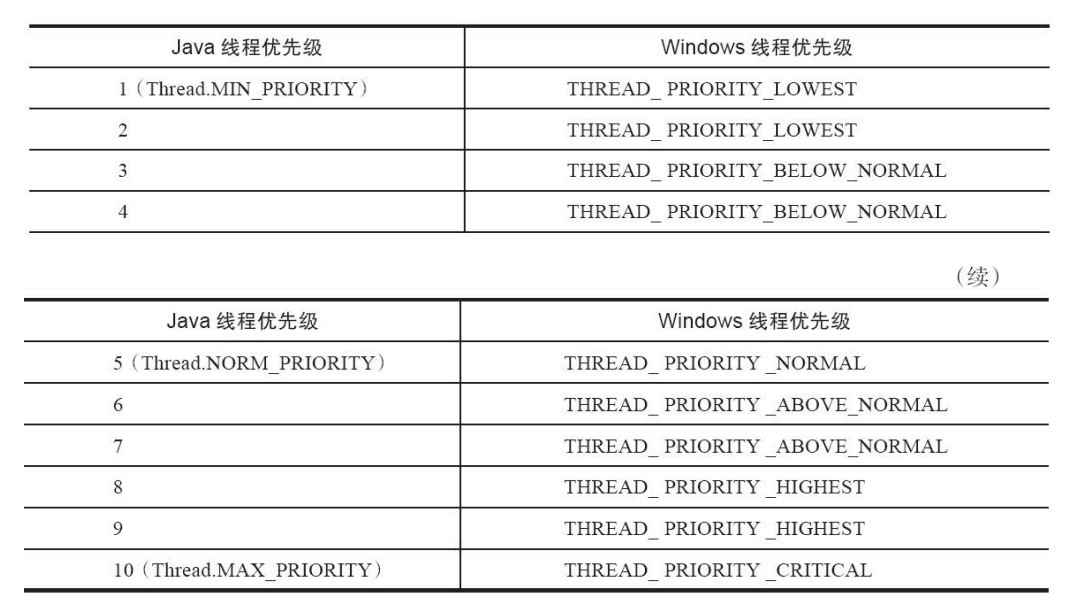 Java 线程优先级 Windows 线程优先级
1（Thread.MIN_PRIORITY） THREAD_ PRIORITY_LOWEST
2 THREAD_ PRIORITY_LOWEST
3 THREAD_ PRIORITY_BELOW_NORMAL
4 THREAD_ PRIORITY_BELOW_NORMAL
（续）
Java 线程优先级 Windows 线程优先级
5（Thread.NORM_PRIORITY） THREAD_ PRIORITY _NORMAL
6 THREAD_ PRIORITY _ABOVE_NORMAL
7 THREAD_ PRIORITY _ABOVE_NORMAL
8 THREAD_ PRIORITY _HIGHEST
9 THREAD_ PRIORITY _HIGHEST
10（Thread.MAX_PRIORITY） THREAD_ PRIORITY _CRITICAL